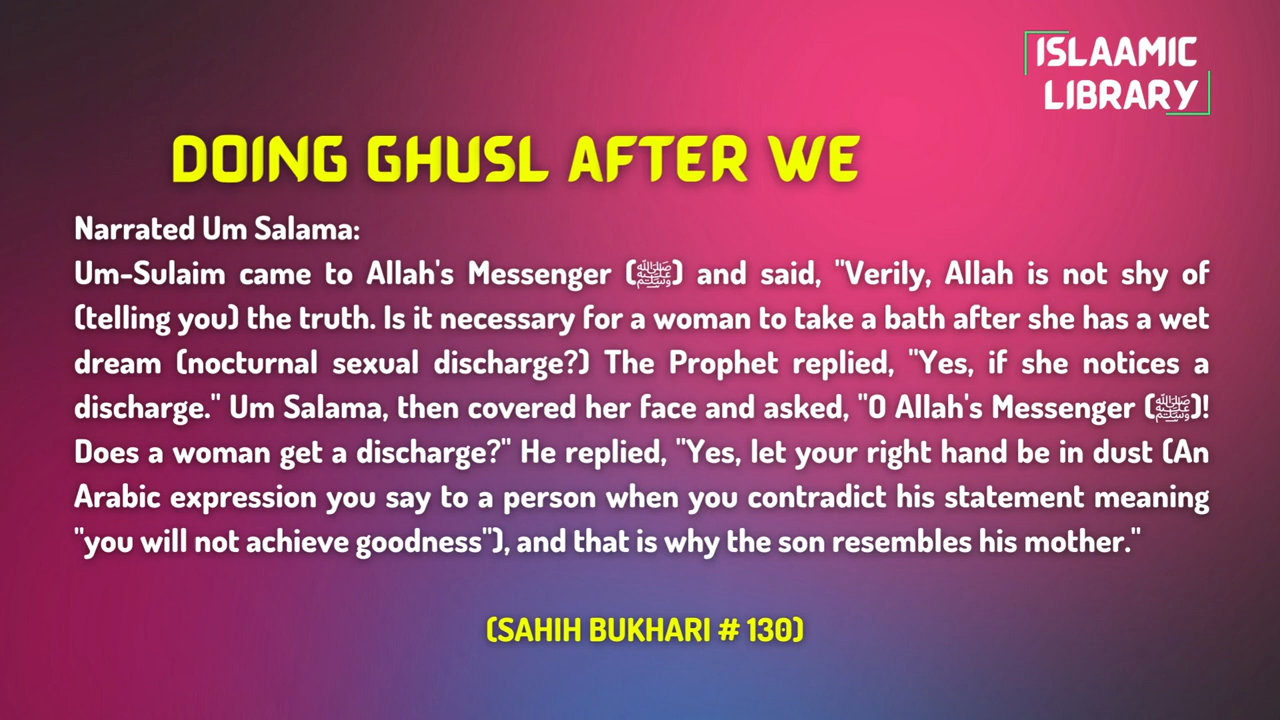 ISLAAMIC
LIBRARY
DOING GHUSL AFTER WE
Narrated Um Salama:
Um-Sulaim came to Allah's Messenger (ﷺ) and said, "Verily, Allah is not shy of
(telling you) the truth. Is it necessary for a woman to take a bath after she has a wet
dream (nocturnal sexual discharge?) The Prophet replied, "Yes, if she notices a
discharge." Um Salama, then covered her face and asked, "O Allah's Messenger (ﷺ)!
Does a woman get a discharge?" He replied, "Yes, let your right hand be in dust (An
Arabic expression you say to a person when you contradict his statement meaning
"you will not achieve goodness"), and that is why the son resembles his mother."
(SAHIH BUKHARI # 130)